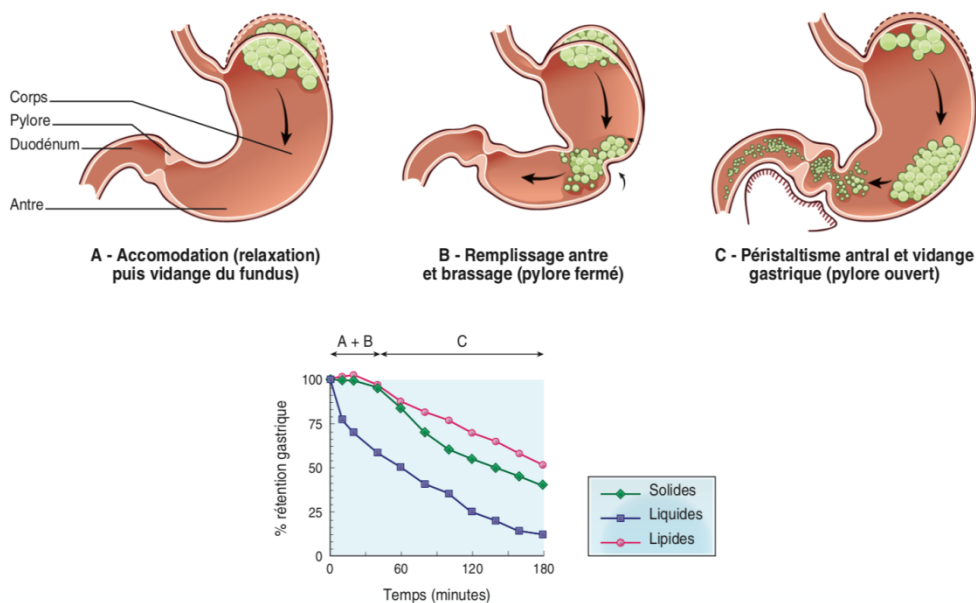 Corps
Pylore
Duodénum
Antre
A - Accomodation (relaxation)
puis vidange du fundus)
B - Remplissage antre
et brassage (pylore fermé)
C - Péristaltisme antral et vidange
gastrique (pylore ouvert)
A + B
C
% rétention gastrique
100
75
50
25
0
0
60
120
180
Temps (minutes)
Solides
Liquides
Lipides